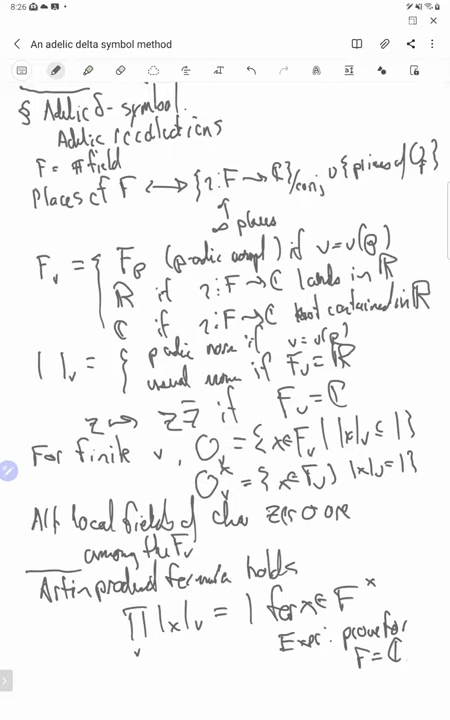 8:26
An adelic delta symbol method
§ Adelic δ-symbol.
Adelic recollections
F = # field
Places of F ⟷ {ι: F → ℂ}/conj ∪ {primes of O_F}
↑
∞ places
F_v = { F_p (p-adic compl) if v = v(p)
ℝ if ι: F → ℂ lands in ℝ
ℂ if ι: F → ℂ not contained in ℝ
| |_v = { p-adic norm if v = v(p)
usual norm if F_v = ℝ
z ↦ z z̄ if F_v = ℂ
For finite v, O_v = {x ∈ F_v | |x|_v ≤ 1}
O_v^× = {x ∈ F_v | |x|_v = 1}
All local fields of char zero are
among the F_v
Artin product formula holds
∏_v |x|_v = 1 for x ∈ F^×
Exer: prove for
F = ℂ